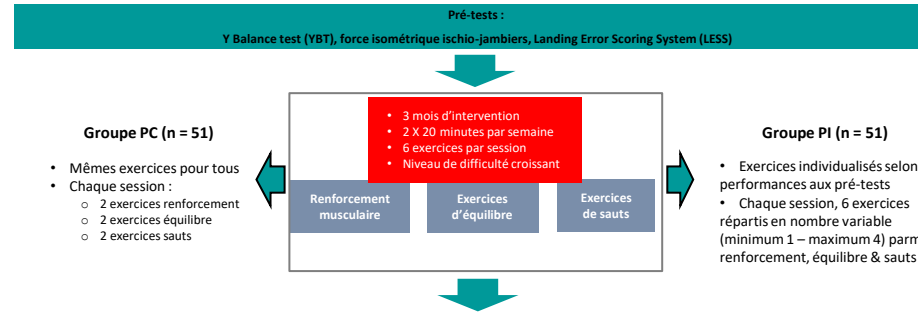 Pré-tests :
Y Balance test (YBT), force isométrique ischio-jambiers, Landing Error Scoring System (LESS)
Groupe PC (n = 51)
• Mêmes exercices pour tous
• Chaque session :
o 2 exercices renforcement
o 2 exercices équilibre
o 2 exercices sauts
• 3 mois d'intervention
• 2 X 20 minutes par semaine
• 6 exercices par session
• Niveau de difficulté croissant
Renforcement
musculaire
Exercices
d'équilibre
Exercices
de sauts
Groupe PI (n = 51)
• Exercices individualisés selon
performances aux pré-tests
• Chaque session, 6 exercices
répartis en nombre variable
(minimum 1 – maximum 4) parm
renforcement, équilibre & sauts